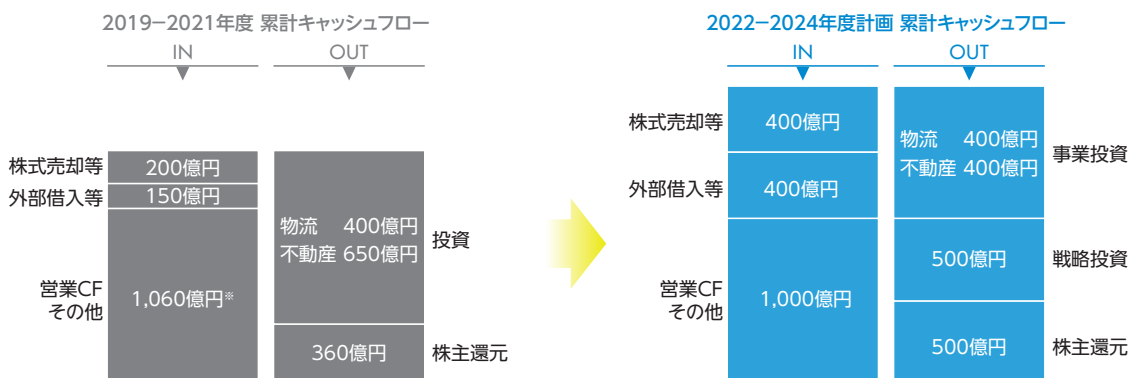 2019−2021年度 累計キャッシュフロー
IN
OUT
株式売却等
200億円
外部借入等
150億円
営業CF
その他
1,060億円※
物流 400億円
不動産 650億円
投資
360億円
株主還元
2022−2024年度計画 累計キャッシュフロー
IN
OUT
株式売却等
400億円
外部借入等
400億円
営業CF
その他
1,000億円
物流 400億円
不動産 400億円
事業投資
500億円
戦略投資
500億円
株主還元